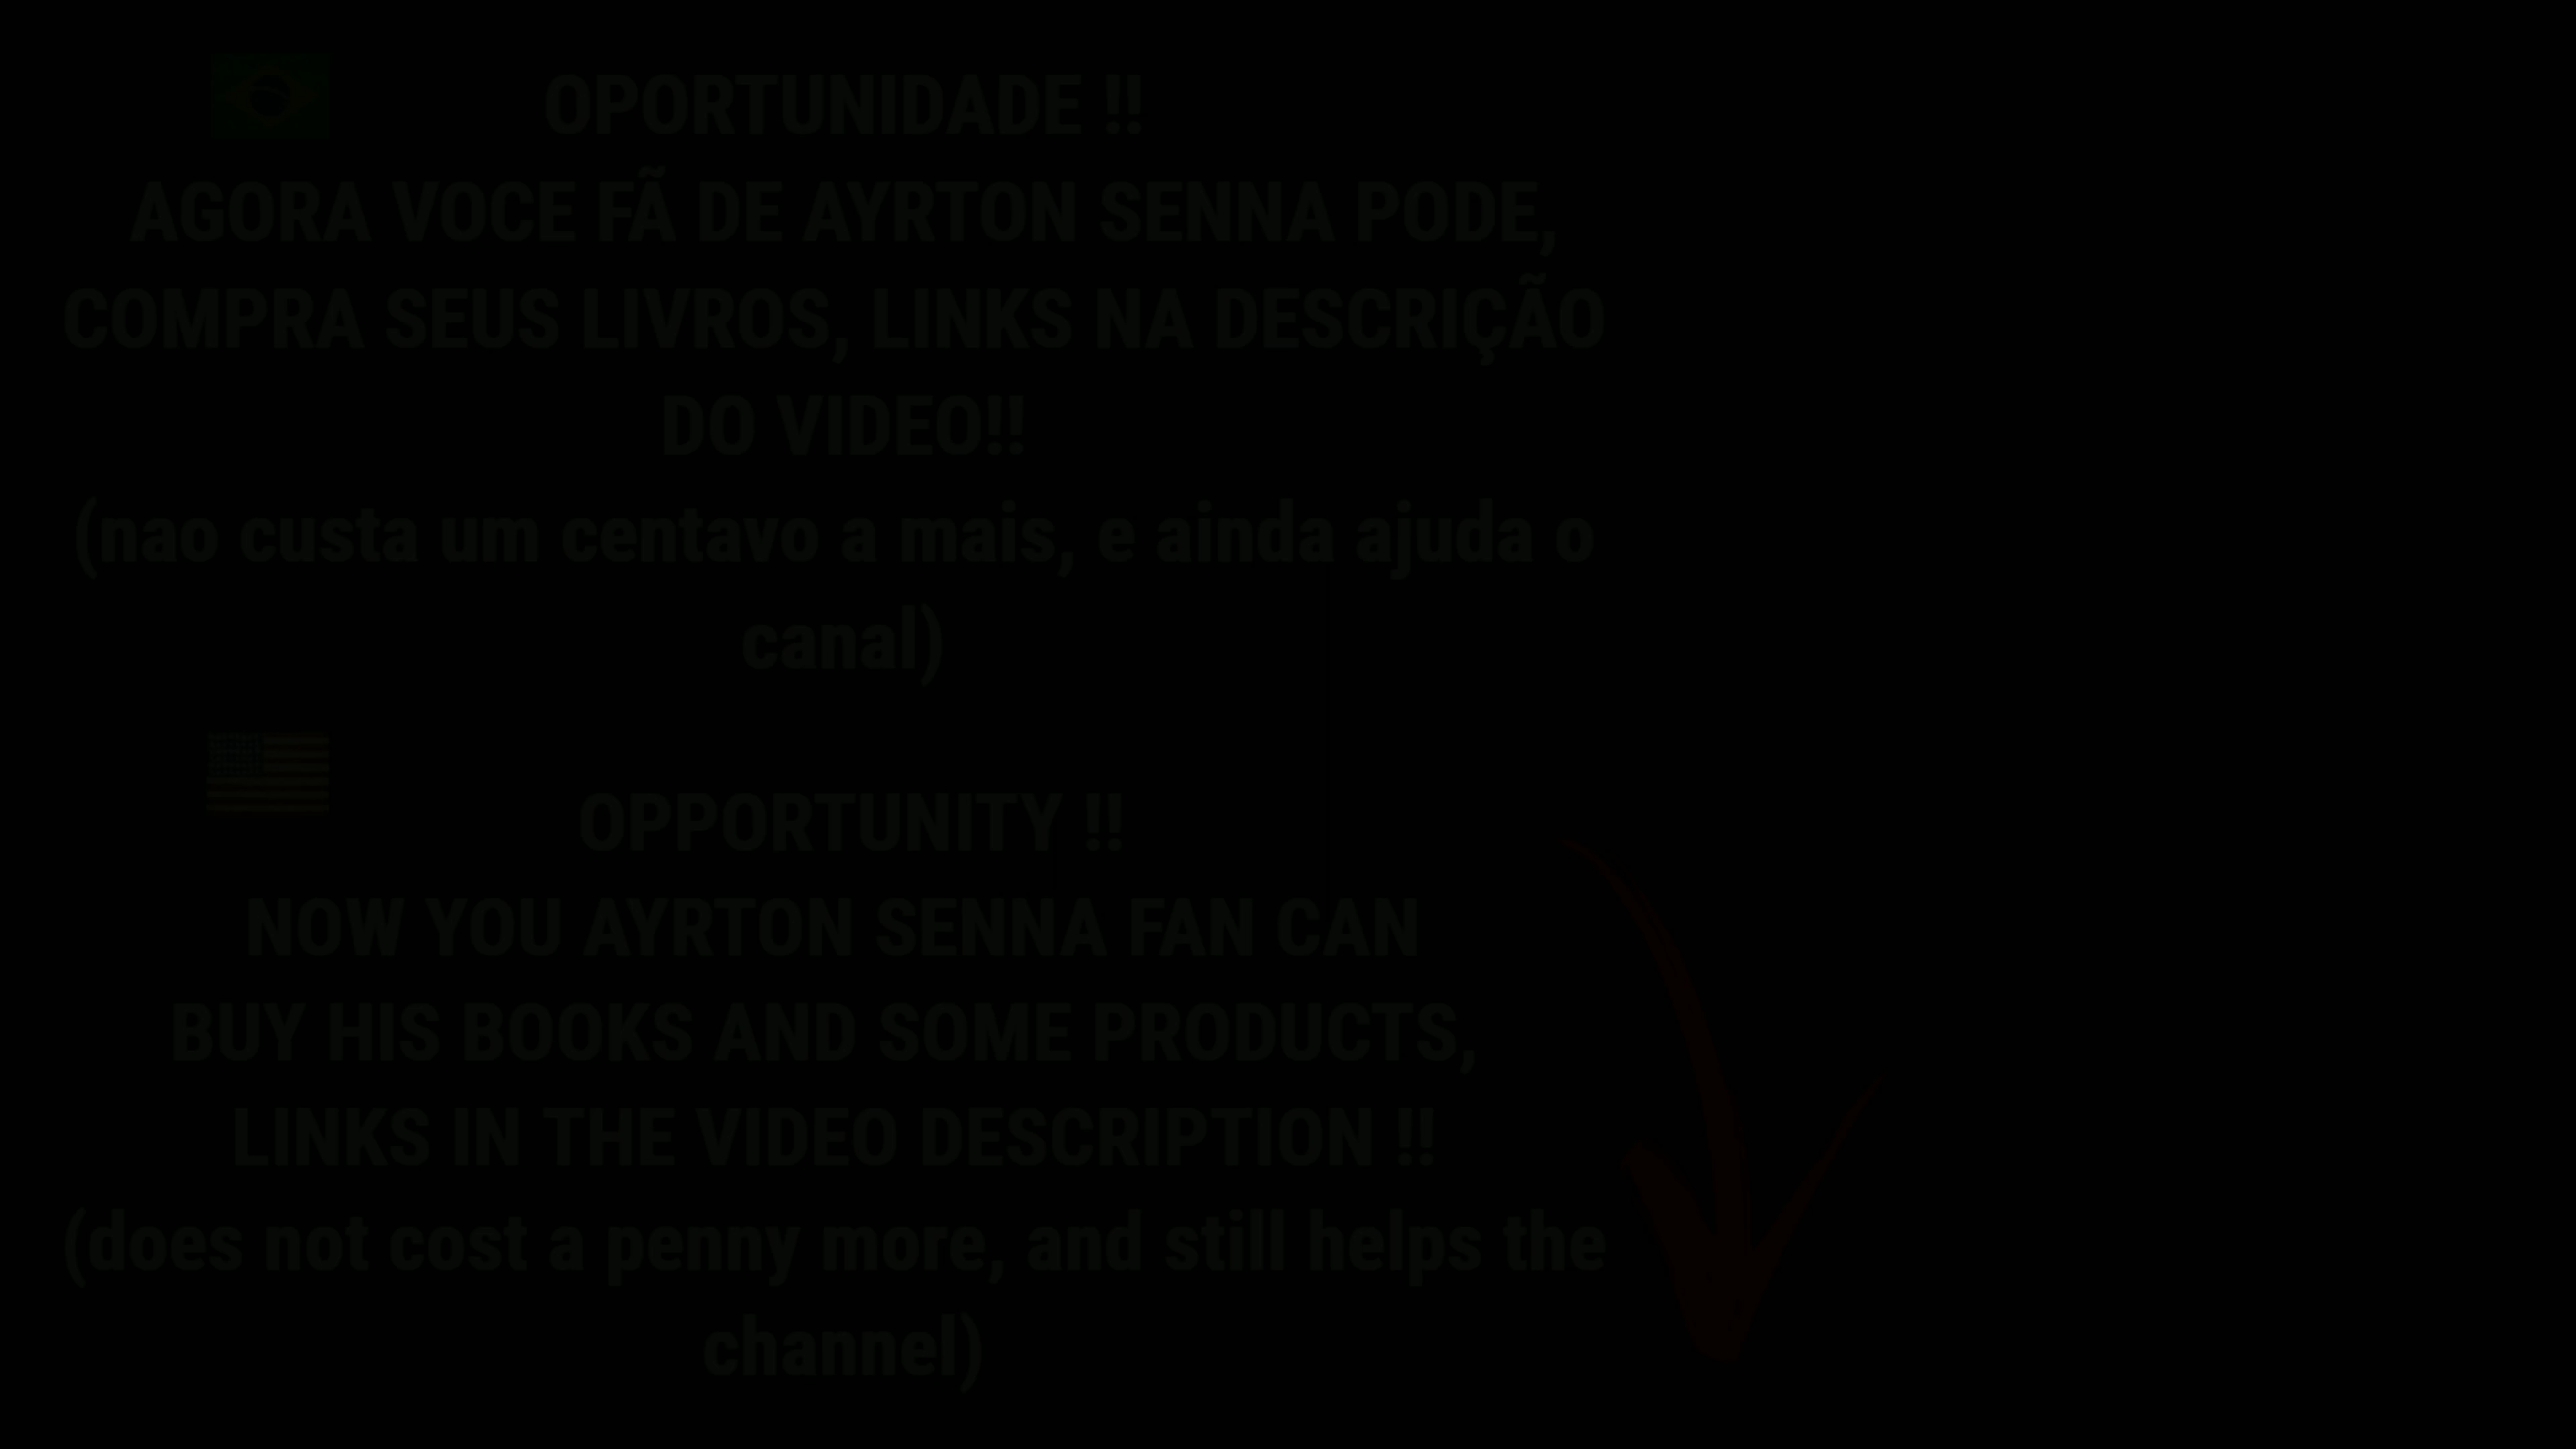 OPORTUNIDADE !!
AGORA VOCE FÃ DE AYRTON SENNA PODE,
COMPRA SEUS LIVROS, LINKS NA DESCRIÇÃO
DO VIDEO!!
(nao custa um centavo a mais, e ainda ajuda o
canal)
OPPORTUNITY !!
NOW YOU AYRTON SENNA FAN CAN
BUY HIS BOOKS AND SOME PRODUCTS,
LINKS IN THE VIDEO DESCRIPTION !!
(does not cost a penny more, and still helps the
channel)